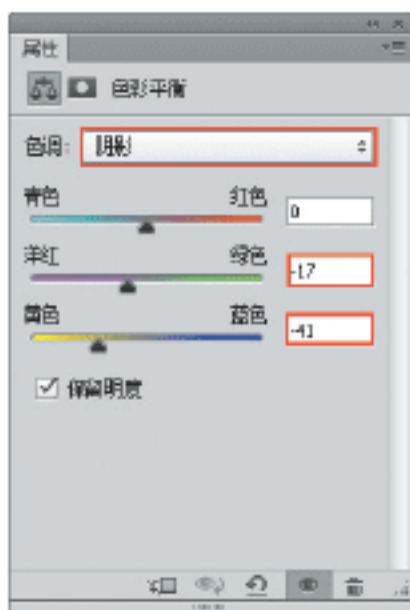 属性
色彩平衡
色调: 阴影
青色 红色 0
洋红 绿色 -17
黄色 蓝色 -41
保留明度